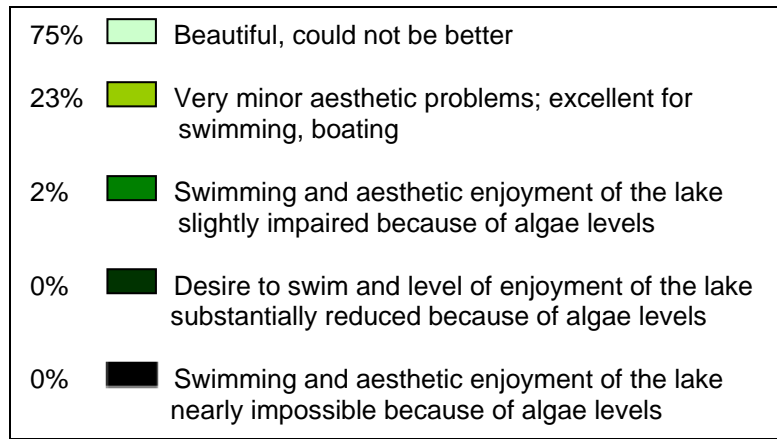 75% Beautiful, could not be better
23% Very minor aesthetic problems; excellent for
swimming, boating
2% Swimming and aesthetic enjoyment of the lake
slightly impaired because of algae levels
0% Desire to swim and level of enjoyment of the lake
substantially reduced because of algae levels
0% Swimming and aesthetic enjoyment of the lake
nearly impossible because of algae levels